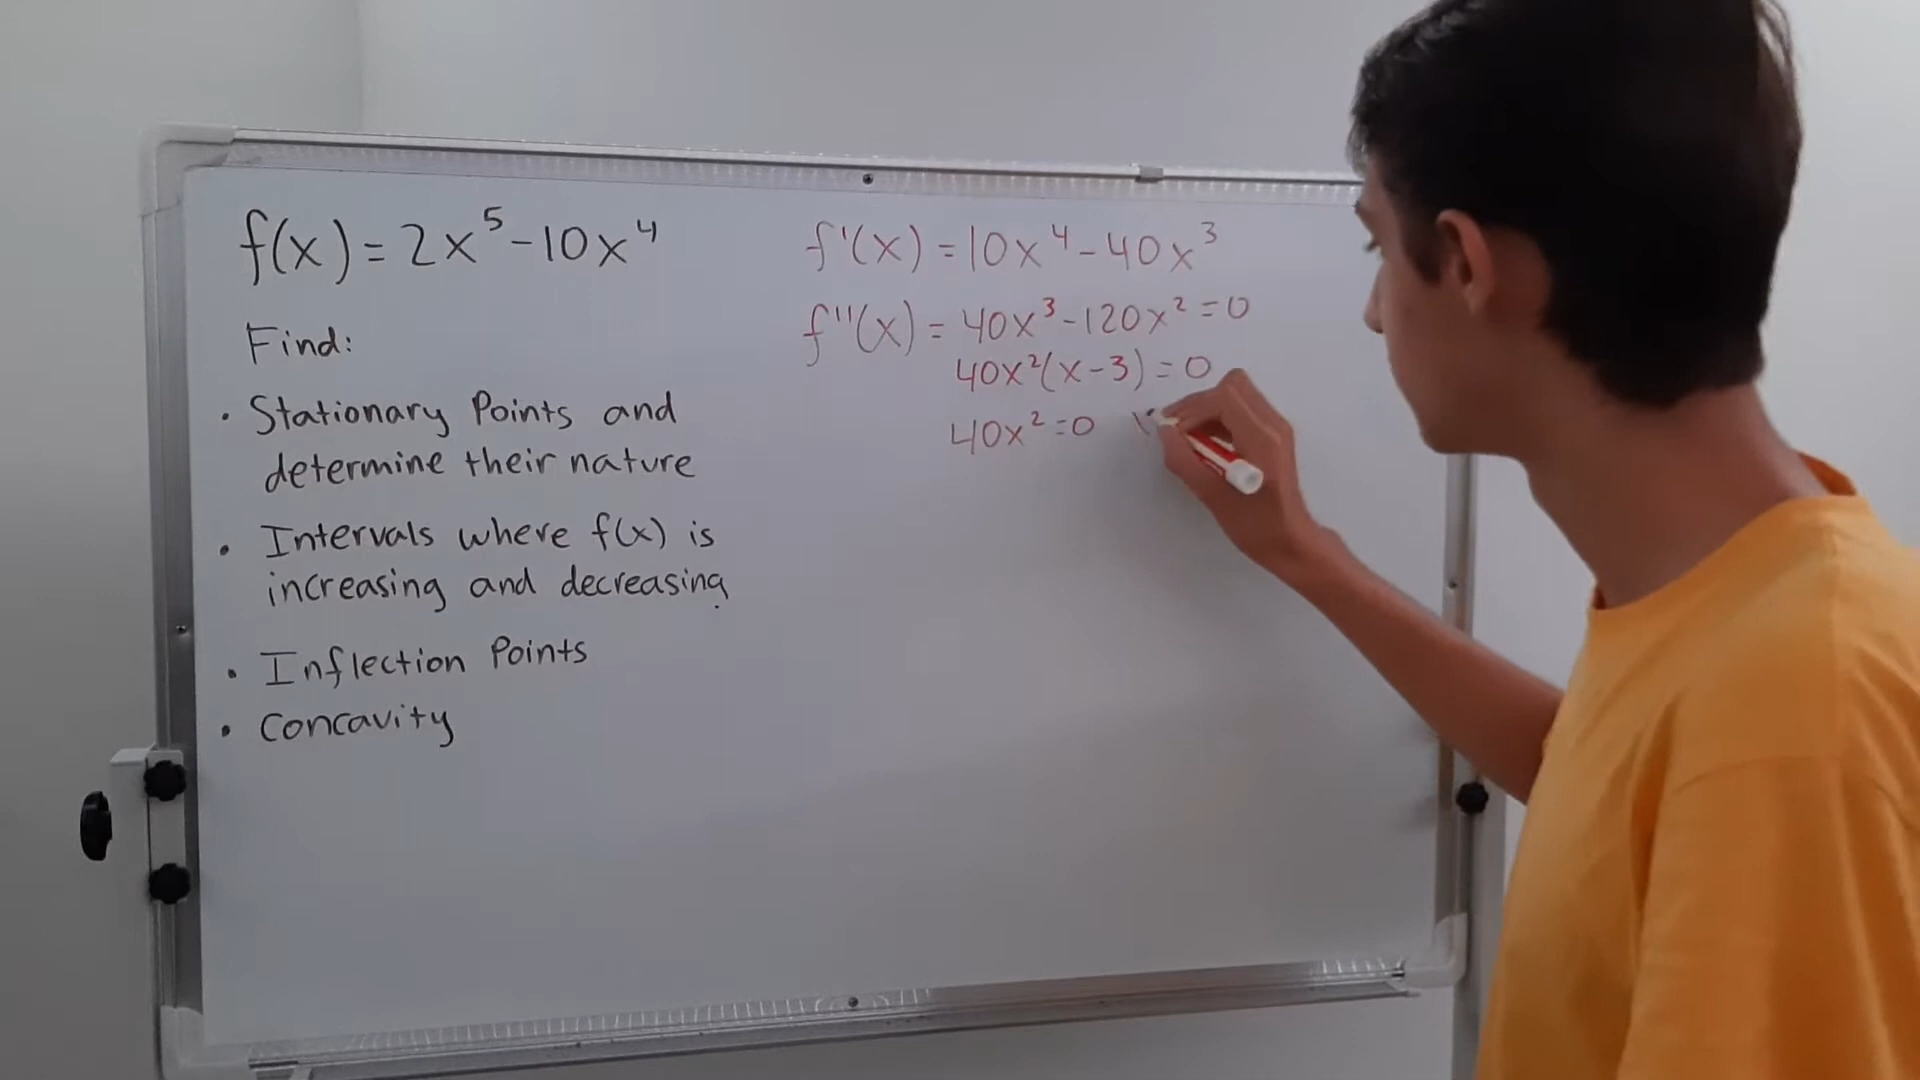 f(x) = 2x⁵ - 10x⁴
Find:
• Stationary Points and
determine their nature
• Intervals where f(x) is
increasing and decreasing.
• Inflection Points
• Concavity
f'(x) = 10x⁴ - 40x³
f''(x) = 40x³ - 120x² = 0
40x²(x - 3) = 0
40x² = 0